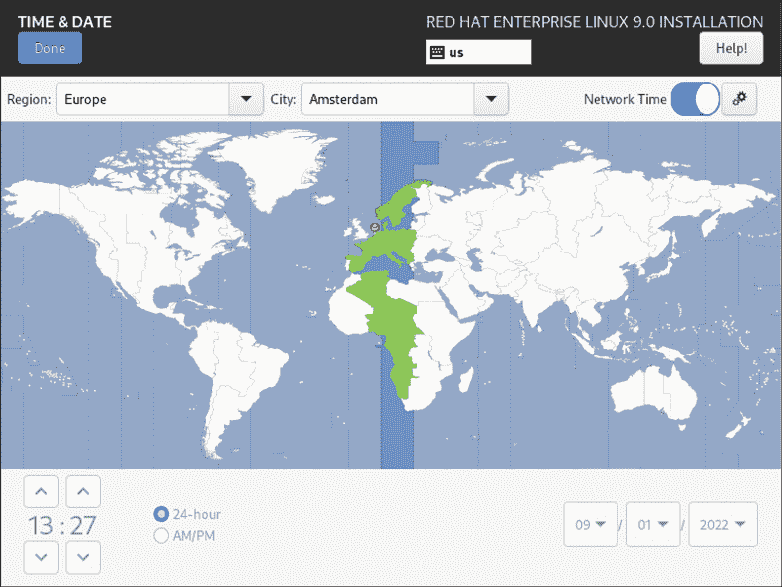 TIME & DATE
RED HAT ENTERPRISE LINUX 9.0 INSTALLATION
Done
us
Help!
Region: Europe City: Amsterdam Network Time
13 : 27
24-hour
AM/PM
09 / 01 / 2022